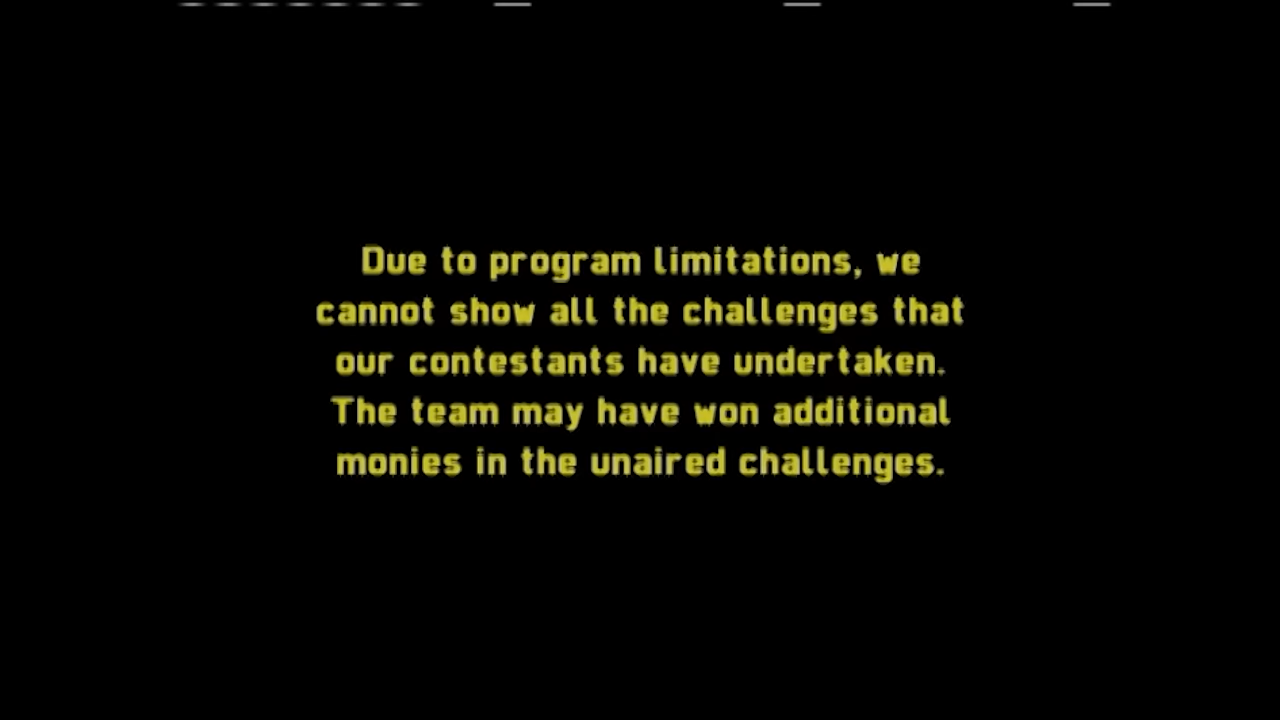 Due to program limitations, we
cannot show all the challenges that
our contestants have undertaken.
The team may have won additional
monies in the unaired challenges.